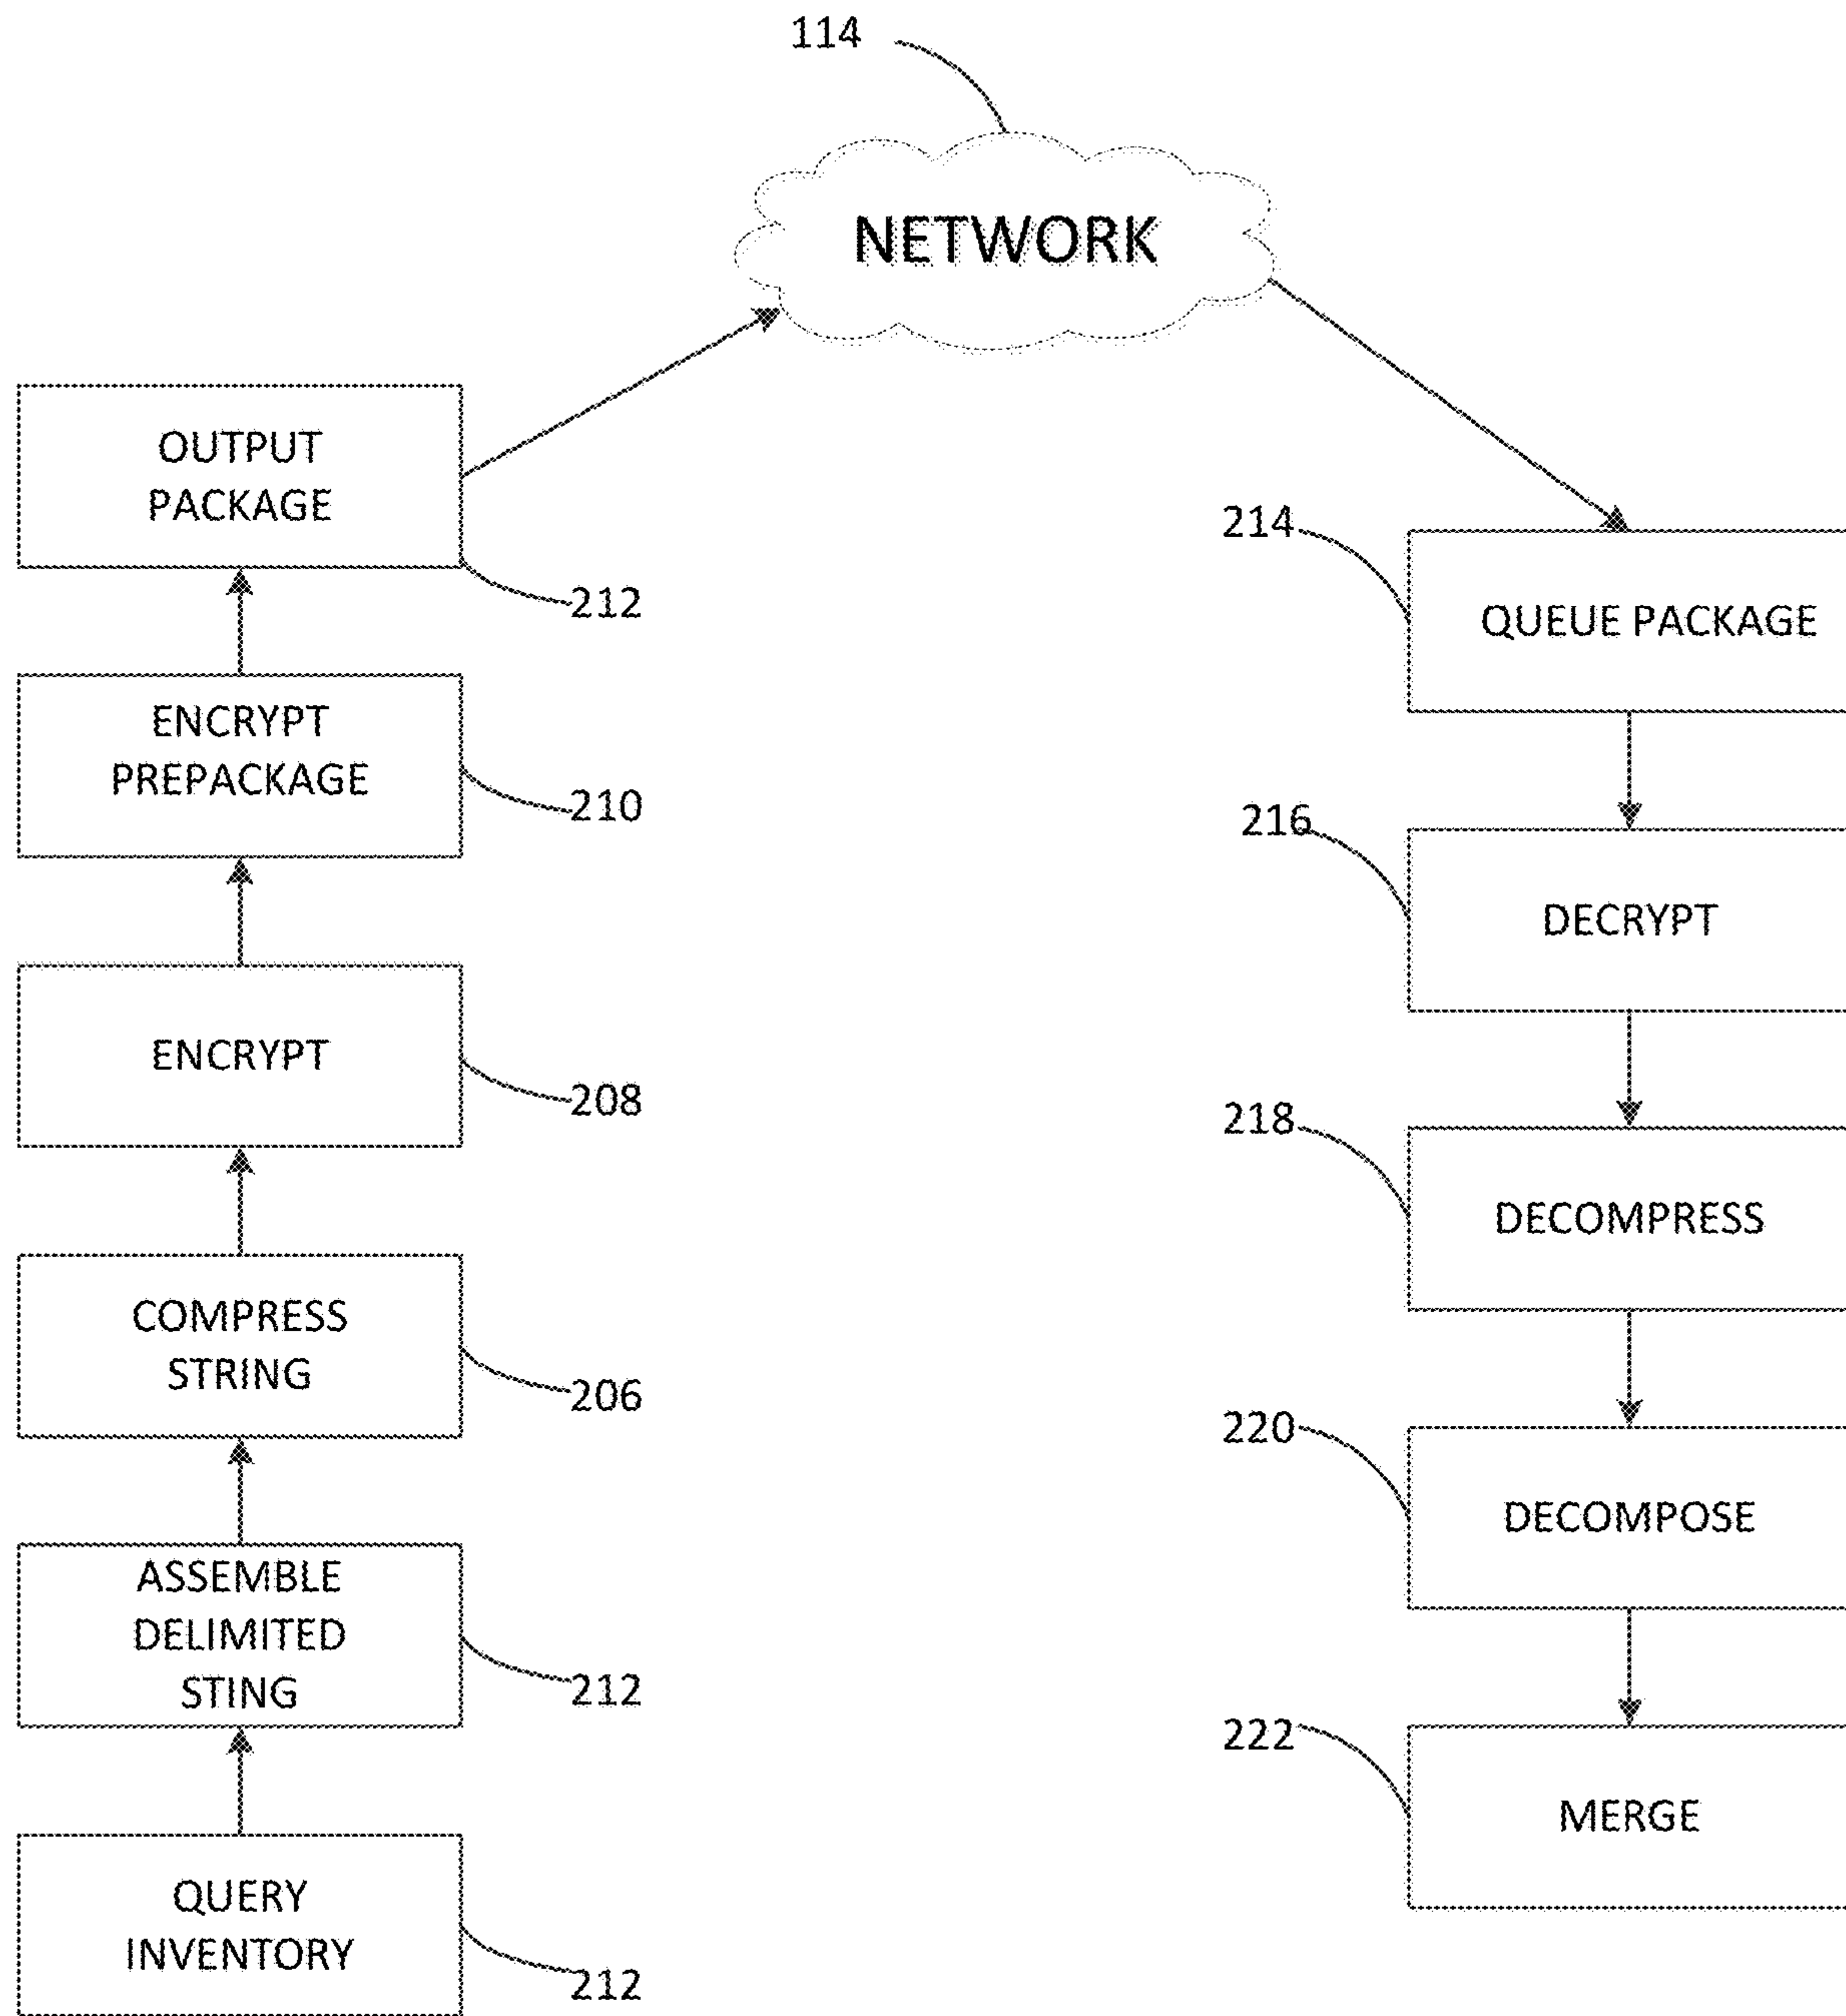 114
NETWORK
OUTPUT
PACKAGE
212
ENCRYPT
PREPACKAGE
210
ENCRYPT
208
COMPRESS
STRING
206
ASSEMBLE
DELIMITED
STING
212
QUERY
INVENTORY
212
214
QUEUE PACKAGE
216
DECRYPT
218
DECOMPRESS
220
DECOMPOSE
222
MERGE